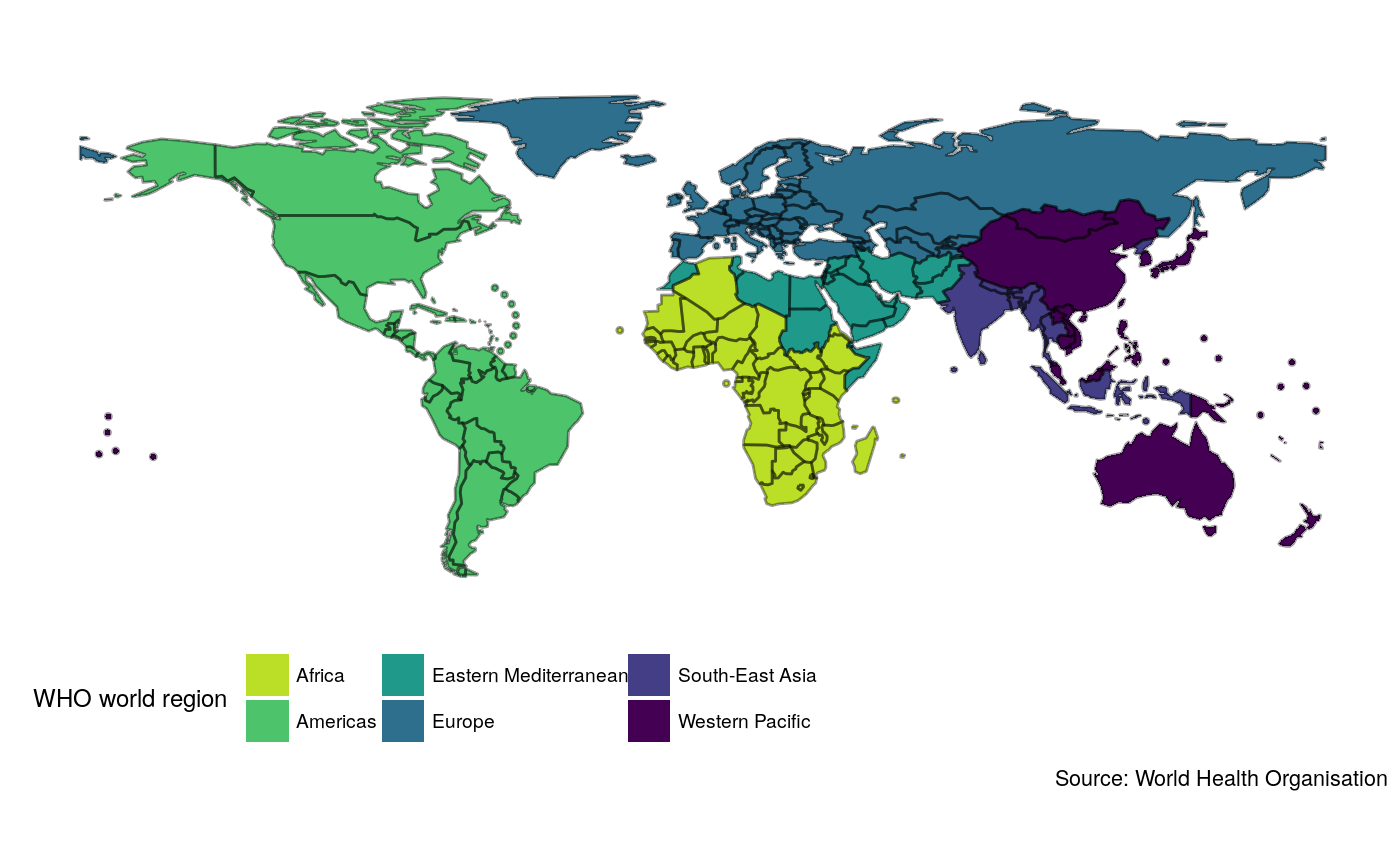 WHO world region
Africa
Americas
Eastern Mediterranean
Europe
South-East Asia
Western Pacific
Source: World Health Organisation